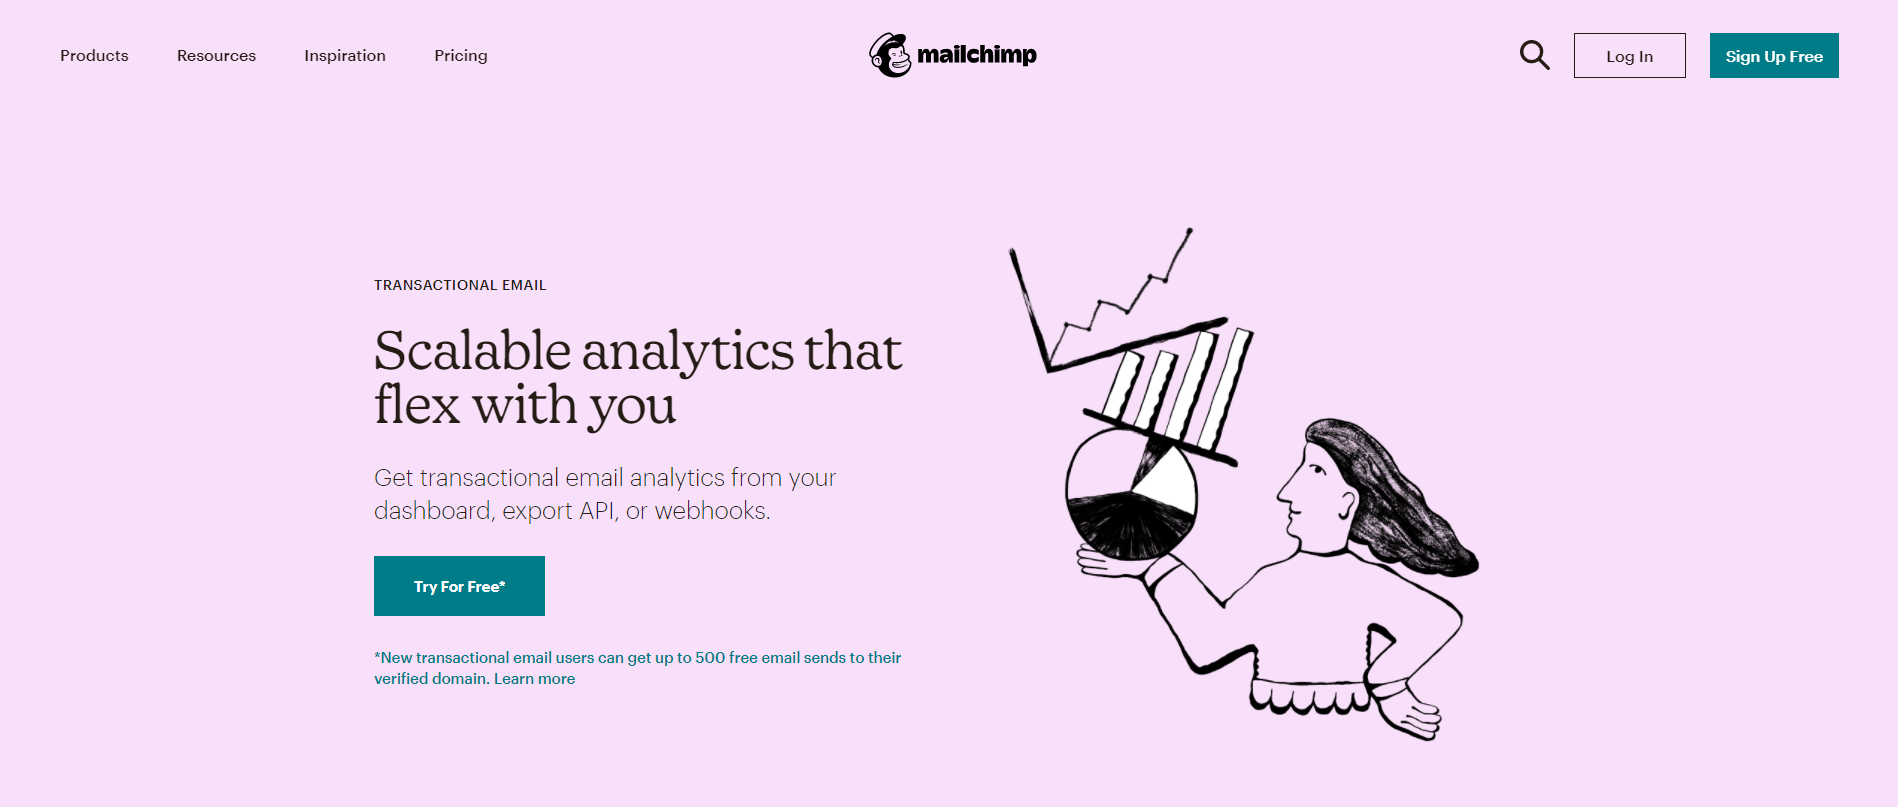 Products
Resources
Inspiration
Pricing
mailchimp
Log In
Sign Up Free
TRANSACTIONAL EMAIL
Scalable analytics that
flex with you
Get transactional email analytics from your
dashboard, export API, or webhooks.
Try For Free*
*New transactional email users can get up to 500 free email sends to their
verified domain. Learn more